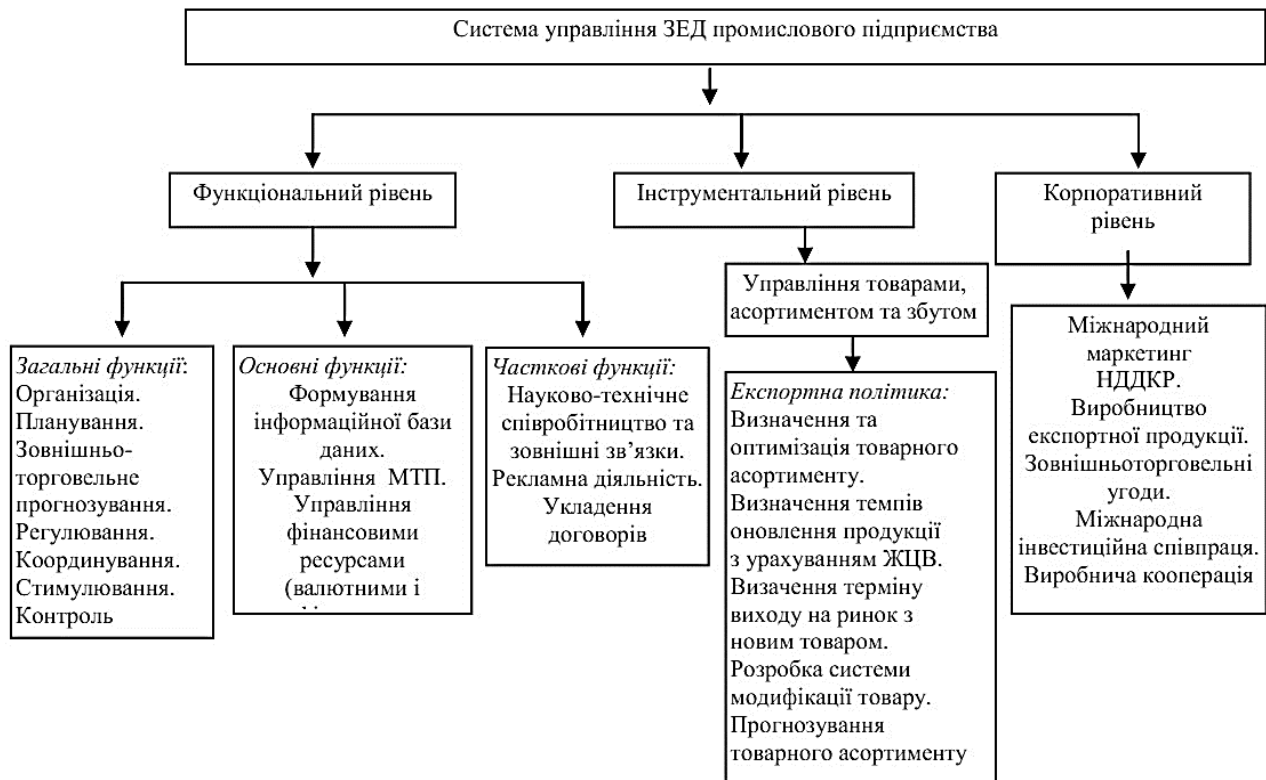 Система управління ЗЕД промислового підприємства
Функціональний рівень
Інструментальний рівень
Корпоративний
рівень
Управління товарами,
асортиментом та збутом
Загальні функції:
Організація.
Планування.
Зовнішньо-
торговельне
прогнозування.
Регулювання.
Координування.
Стимулювання.
Контроль
Основні функції:
Формування
інформаційної бази
даних.
Управління МТП.
Управління
фінансовими
ресурсами
(валютними і
Часткові функції:
Науково-технічне
співробітництво та
зовнішні зв’язки.
Рекламна діяльність.
Укладення
договорів
Експортна політика:
Визначення та
оптимізація товарного
асортименту.
Визначення темпів
оновлення продукції
з урахуванням ЖЦВ.
Визачення терміну
виходу на ринок з
новим товаром.
Розробка системи
модифікації товару.
Прогнозування
товарного асортименту
Міжнародний
маркетинг
НДДКР.
Виробництво
експортної продукції.
Зовнішньоторговельні
угоди.
Міжнародна
інвестиційна співпраця.
Виробнича кооперація